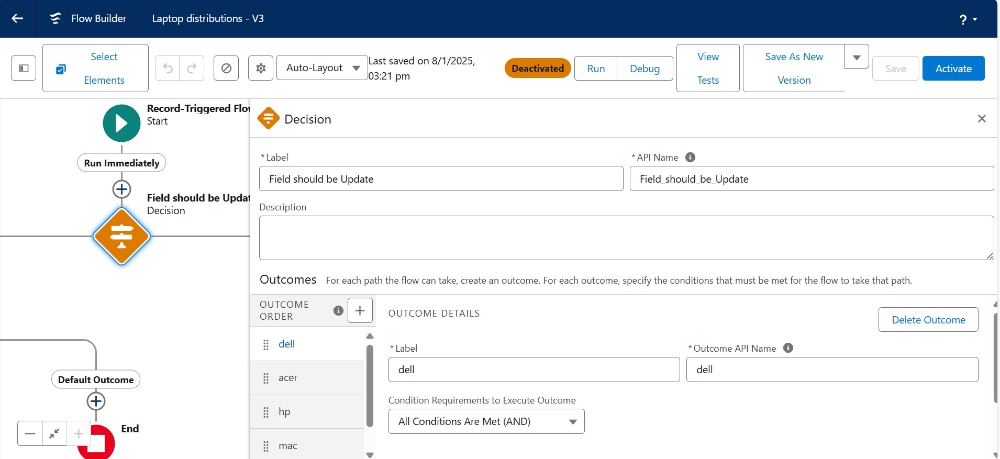 Flow Builder
Laptop distributions - V3
?
Select
Elements
Auto-Layout
Last saved on 8/1/2025,
03:21 pm
Deactivated
Run
Debug
View
Tests
Save As New
Version
Save
Activate
Record-Triggered Flo
Start
Run Immediately
Field should be Updat
Decision
Default Outcome
End
Decision
*Label
Field should be Update
*API Name
Field_should_be_Update
Description
Outcomes For each path the flow can take, create an outcome. For each outcome, specify the conditions that must be met for the flow to take that path.
OUTCOME
ORDER
dell
acer
hp
mac
OUTCOME DETAILS
Delete Outcome
*Label
dell
*Outcome API Name
dell
Condition Requirements to Execute Outcome
All Conditions Are Met (AND)